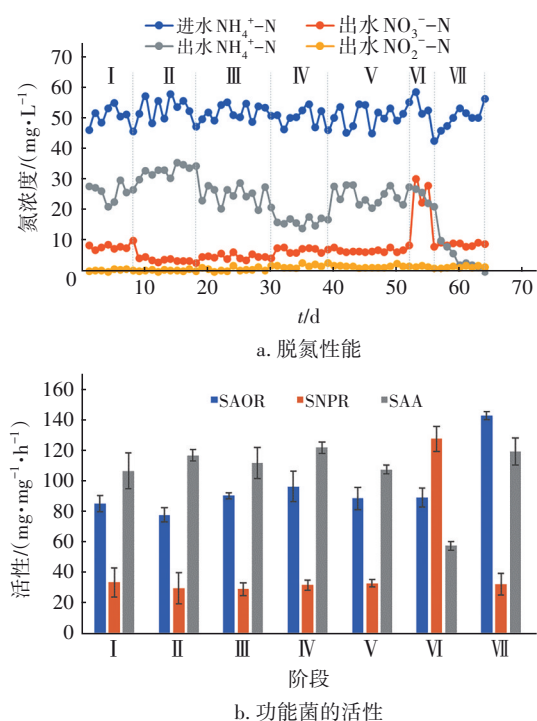 进水 NH₄⁺-N 出水 NO₃⁻-N
出水 NH₄⁺-N 出水 NO₂⁻-N
70
60
50
40
30
20
10
0
氮浓度/(mg·L⁻¹)
Ⅰ Ⅱ Ⅲ Ⅳ Ⅴ Ⅵ Ⅶ
10 20 30 40 50 60 70
t/d
a. 脱氮性能
160
140
120
100
80
60
40
20
0
活性/(mg·mg⁻¹·h⁻¹)
SAOR SNPR SAA
Ⅰ Ⅱ Ⅲ Ⅳ Ⅴ Ⅵ Ⅶ
阶段
b. 功能菌的活性